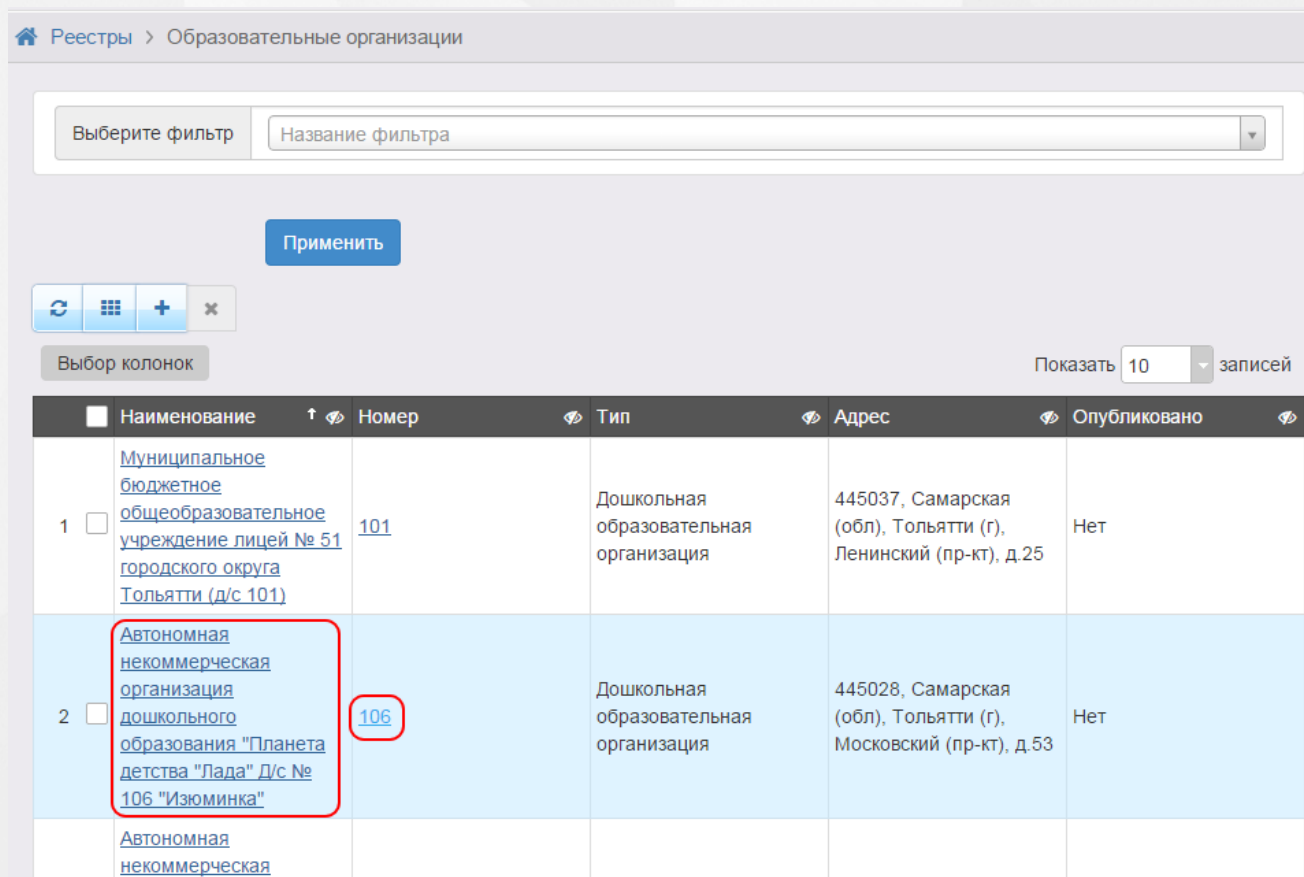 Реестры > Образовательные организации
Выберите фильтр Название фильтра
Применить
Выбор колонок Показать 10 записей
Наименование Номер Тип Адрес Опубликовано
1
Муниципальное
бюджетное
общеобразовательное
учреждение лицей № 51
городского округа
Тольятти (д/с 101)
101
Дошкольная
образовательная
организация
445037, Самарская
(обл), Тольятти (г),
Ленинский (пр-кт), д.25
Нет
2
Автономная
некоммерческая
организация
дошкольного
образования "Планета
детства "Лада" Д/с №
106 "Изюминка"
106
Дошкольная
образовательная
организация
445028, Самарская
(обл), Тольятти (г),
Московский (пр-кт), д.53
Нет
Автономная
некоммерческая